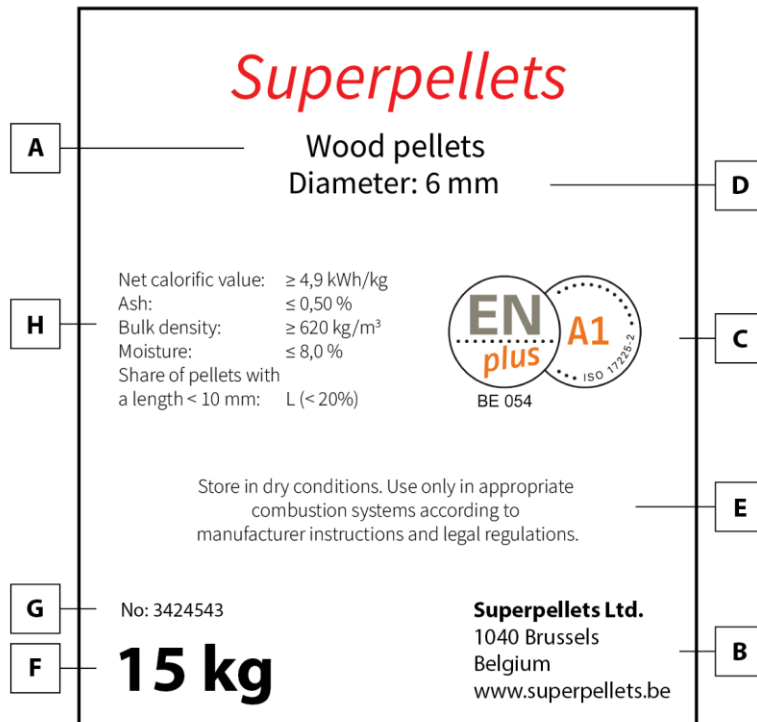 Superpellets
A
Wood pellets
Diameter: 6 mm
D
H
Net calorific value: ≥ 4,9 kWh/kg
Ash: ≤ 0,50 %
Bulk density: ≥ 620 kg/m³
Moisture: ≤ 8,0 %
Share of pellets with
a length < 10 mm: L (< 20%)
EN
plus
A1
ISO 17225-2
BE 054
C
Store in dry conditions. Use only in appropriate
combustion systems according to
manufacturer instructions and legal regulations.
E
G
No: 3424543
F
15 kg
Superpellets Ltd.
1040 Brussels
Belgium
www.superpellets.be
B